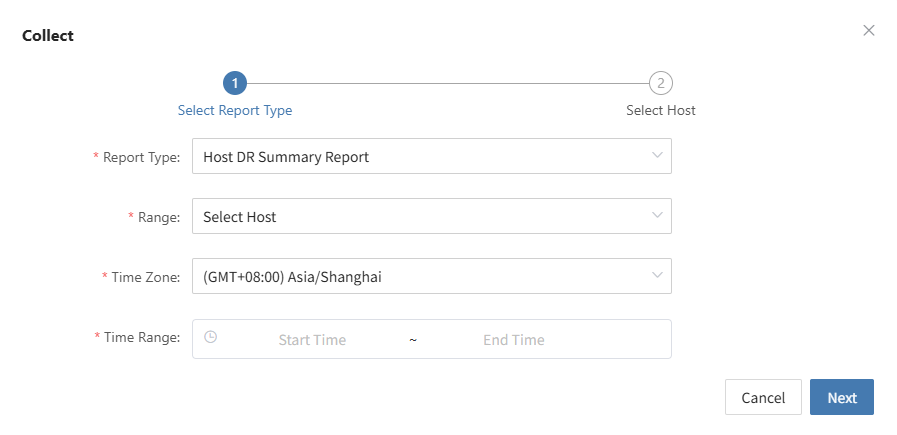 Collect
1
2
Select Report Type
Select Host
* Report Type:
Host DR Summary Report
* Range:
Select Host
* Time Zone:
(GMT+08:00) Asia/Shanghai
* Time Range:
Start Time ~ End Time
Cancel
Next